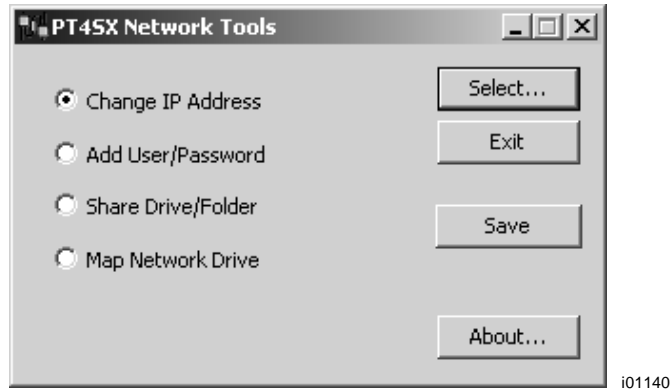 PT4SX Network Tools
Change IP Address
Select...
Add User/Password
Exit
Share Drive/Folder
Save
Map Network Drive
About...
i01140